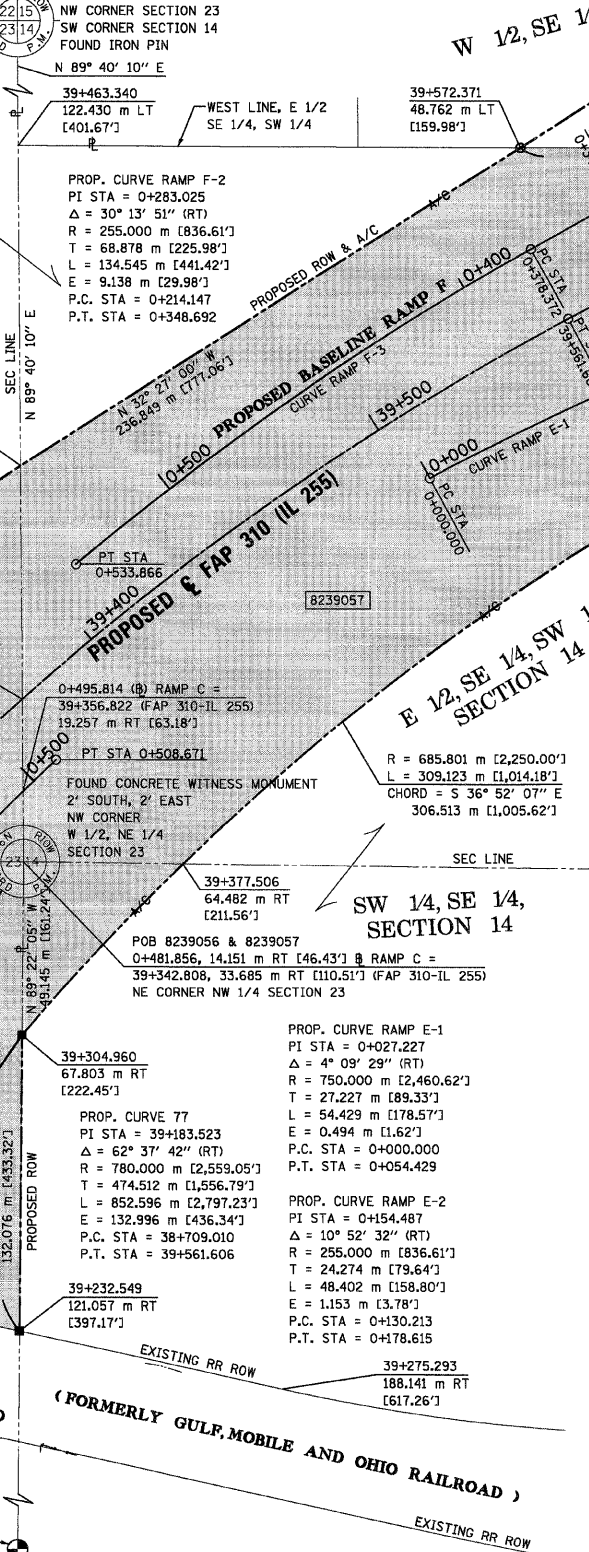 22 15
23 14
P.M.
NW CORNER SECTION 23
SW CORNER SECTION 14
FOUND IRON PIN
N 89° 40' 10" E
W 1/2, SE
39+463.340
122.430 m LT
[401.67']
WEST LINE, E 1/2
SE 1/4, SW 1/4
39+572.371
48.762 m LT
[159.98']
PROP. CURVE RAMP F-2
PI STA = 0+283.025
Δ = 30° 13' 51" (RT)
R = 255.000 m [836.61']
T = 68.878 m [225.98']
L = 134.545 m [441.42']
E = 9.138 m [29.98']
P.C. STA = 0+214.147
P.T. STA = 0+348.692
SEC LINE
N 89° 40' 10" E
PROPOSED ROW & A/C
A/C
N 32° 27' 00" W
236.849 m [777.06']
PROPOSED BASELINE RAMP F
CURVE RAMP F-3
0+400
0+500
PC STA
0+378.372
PT
39+561.6
39+500
0+000
CURVE RAMP E-1
PC STA
0+000.000
PT STA
0+533.866
39+400
PROPOSED ℄ FAP 310 (IL 255)
8239057
A/C
E 1/2, SE 1/4, SW
SECTION 14
0+495.814 (B) RAMP C =
39+356.822 (FAP 310-IL 255)
19.257 m RT [63.18']
0+500
PT STA 0+508.671
FOUND CONCRETE WITNESS MONUMENT
2' SOUTH, 2' EAST
NW CORNER
W 1/2, NE 1/4
SECTION 23
R = 685.801 m [2,250.00']
L = 309.123 m [1,014.18']
CHORD = S 36° 52' 07" E
306.513 m [1,005.62']
23 14
P.M.
SEC LINE
39+377.506
64.482 m RT
[211.56']
SW 1/4, SE 1/4,
SECTION 14
A/C
N 89° 22' 05" W
49.145 m [161.24']
POB 8239056 & 8239057
0+481.856, 14.151 m RT [46.43'] B RAMP C =
39+342.808, 33.685 m RT [110.51'] (FAP 310-IL 255)
NE CORNER NW 1/4 SECTION 23
39+304.960
67.803 m RT
[222.45']
PROP. CURVE RAMP E-1
PI STA = 0+027.227
Δ = 4° 09' 29" (RT)
R = 750.000 m [2,460.62']
T = 27.227 m [89.33']
L = 54.429 m [178.57']
E = 0.494 m [1.62']
P.C. STA = 0+000.000
P.T. STA = 0+054.429
PROP. CURVE 77
PI STA = 39+183.523
Δ = 62° 37' 42" (RT)
R = 780.000 m [2,559.05']
T = 474.512 m [1,556.79']
L = 852.596 m [2,797.23']
E = 132.996 m [436.34']
P.C. STA = 38+709.010
P.T. STA = 39+561.606
132.076 m [433.32']
PROPOSED ROW
PROP. CURVE RAMP E-2
PI STA = 0+154.487
Δ = 10° 52' 32" (RT)
R = 255.000 m [836.61']
T = 24.274 m [79.64']
L = 48.402 m [158.80']
E = 1.153 m [3.78']
P.C. STA = 0+130.213
P.T. STA = 0+178.615
39+232.549
121.057 m RT
[397.17']
EXISTING RR ROW
39+275.293
188.141 m RT
[617.26']
(FORMERLY GULF, MOBILE AND OHIO RAILROAD)
EXISTING RR ROW